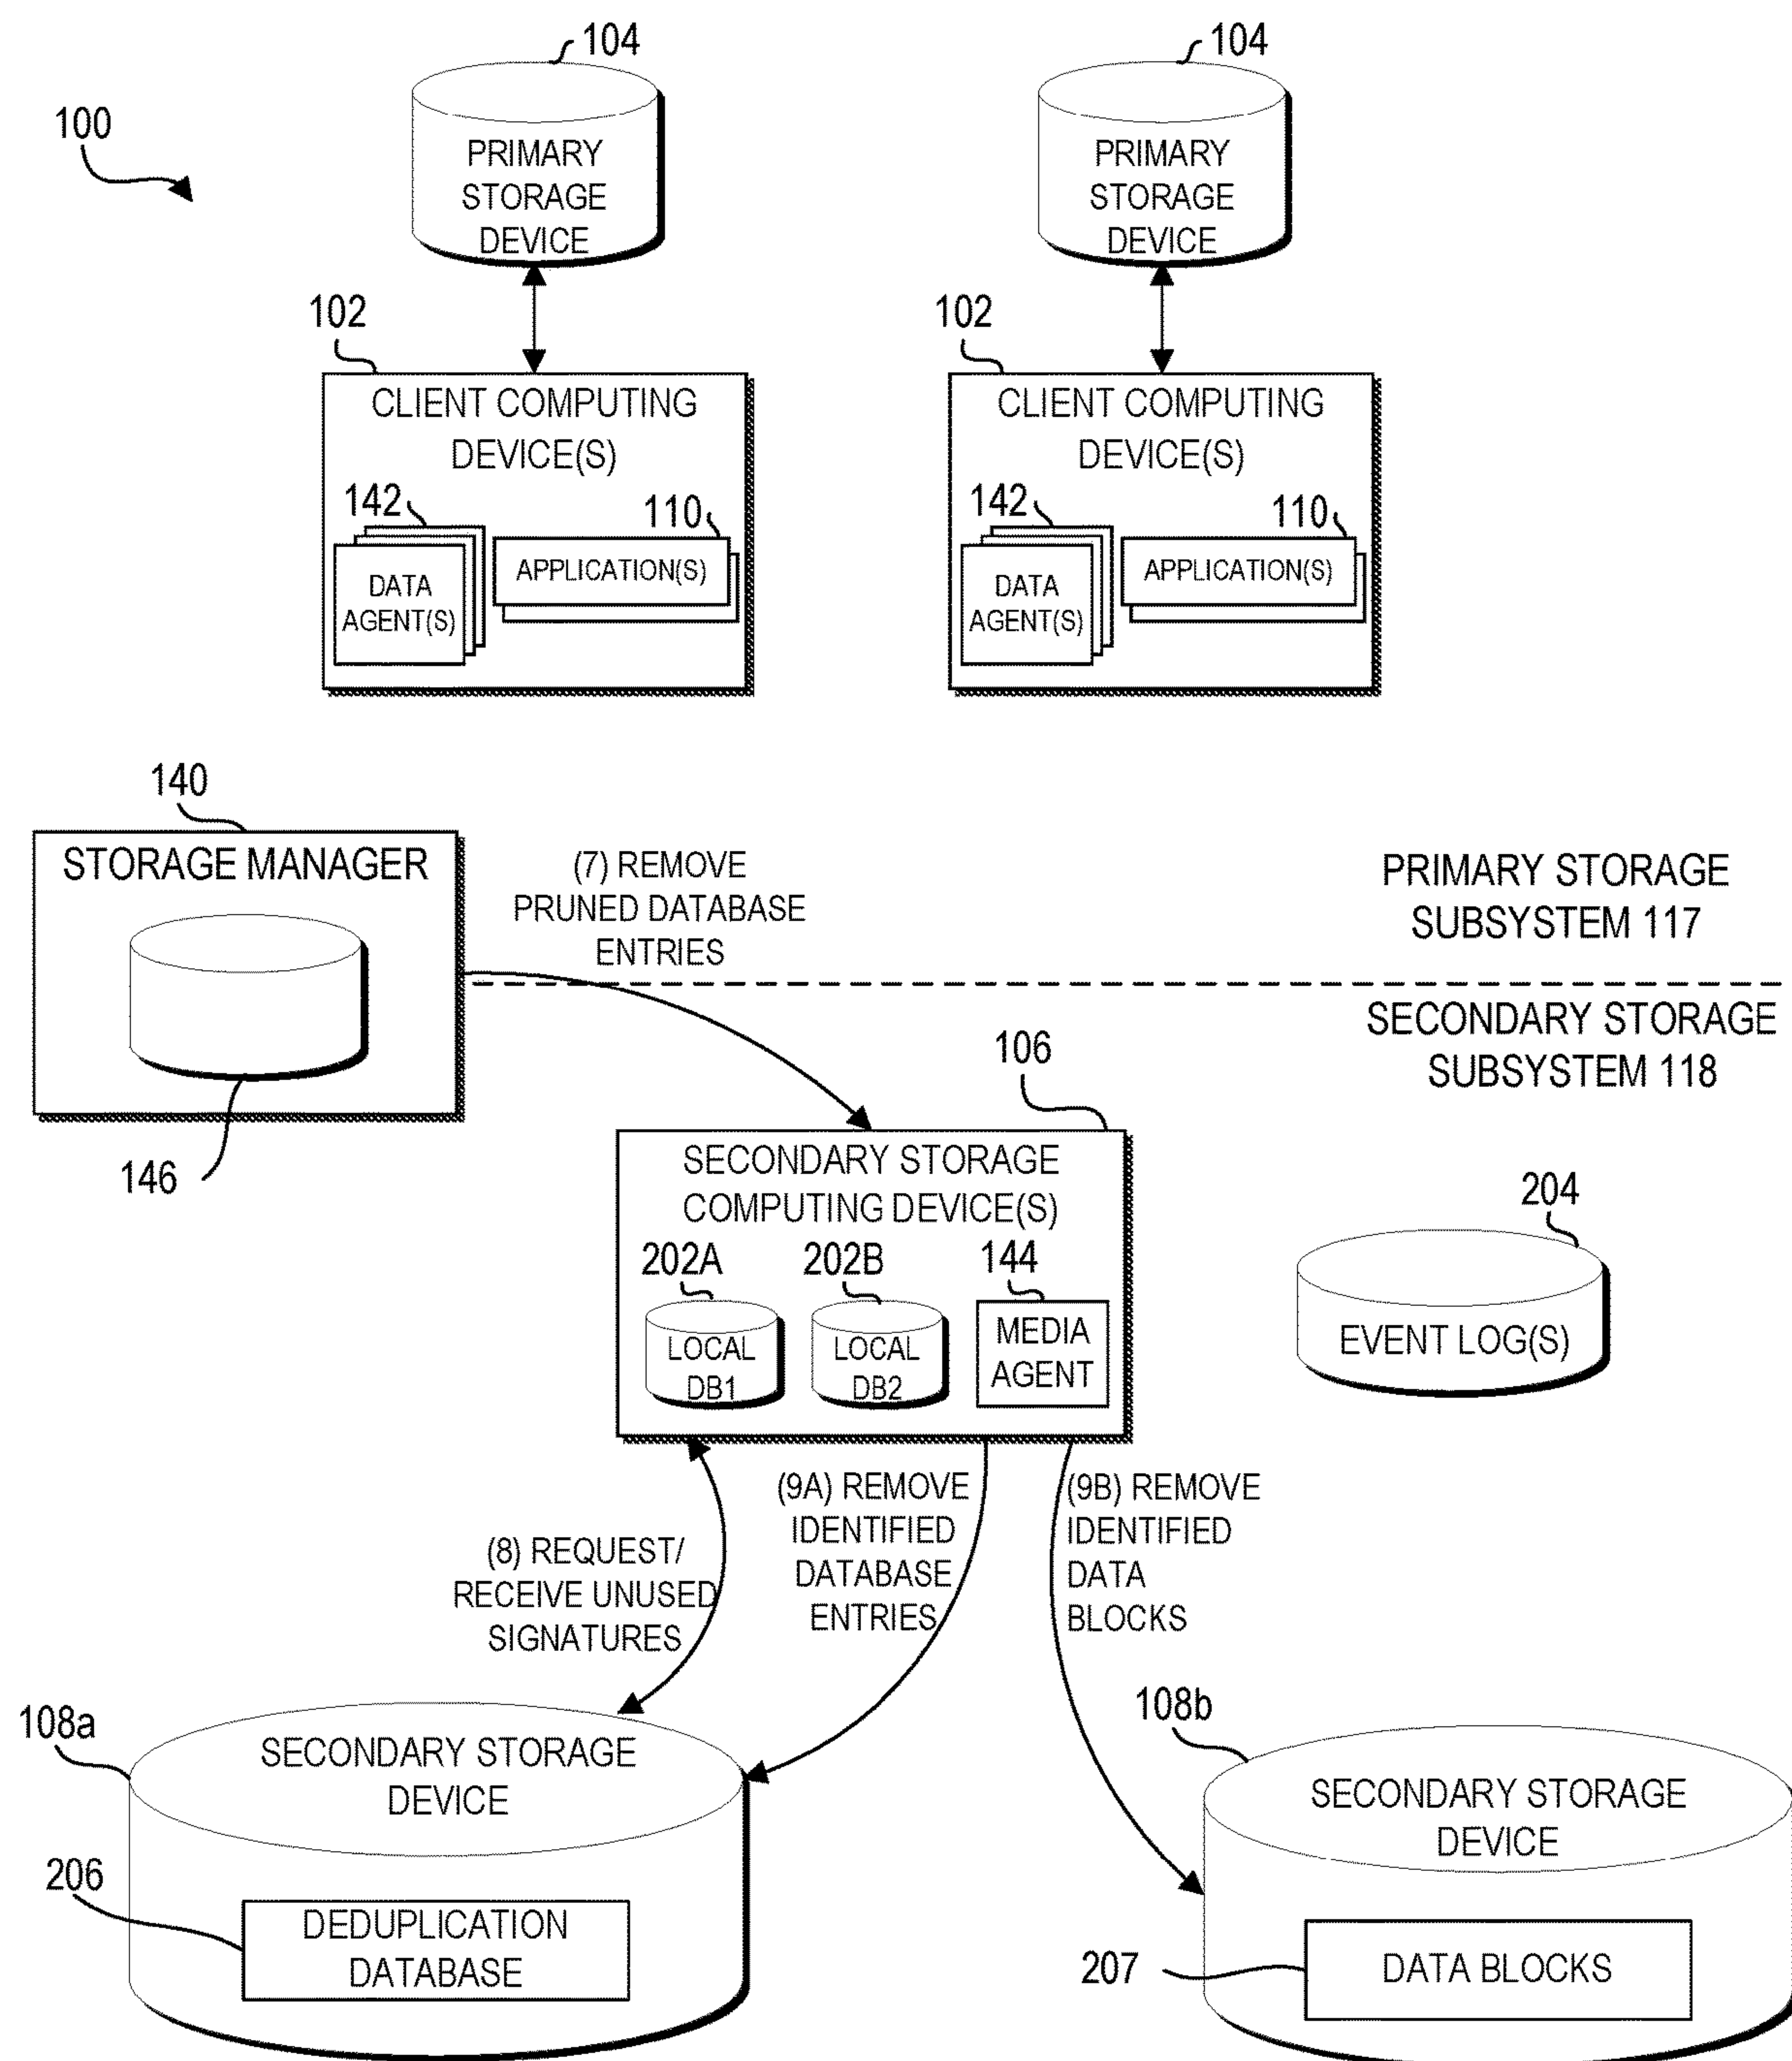 104
104
100
PRIMARY
STORAGE
DEVICE
PRIMARY
STORAGE
DEVICE
102
102
CLIENT COMPUTING
DEVICE(S)
142
110
DATA
AGENT(S)
APPLICATION(S)
CLIENT COMPUTING
DEVICE(S)
142
110
DATA
AGENT(S)
APPLICATION(S)
140
STORAGE MANAGER
146
(7) REMOVE
PRUNED DATABASE
ENTRIES
PRIMARY STORAGE
SUBSYSTEM 117
SECONDARY STORAGE
SUBSYSTEM 118
106
SECONDARY STORAGE
COMPUTING DEVICE(S)
202A
202B
144
LOCAL
DB1
LOCAL
DB2
MEDIA
AGENT
204
EVENT LOG(S)
(8) REQUEST/
RECEIVE UNUSED
SIGNATURES
(9A) REMOVE
IDENTIFIED
DATABASE
ENTRIES
(9B) REMOVE
IDENTIFIED
DATA
BLOCKS
108a
SECONDARY STORAGE
DEVICE
206
DEDUPLICATION
DATABASE
108b
SECONDARY STORAGE
DEVICE
207
DATA BLOCKS